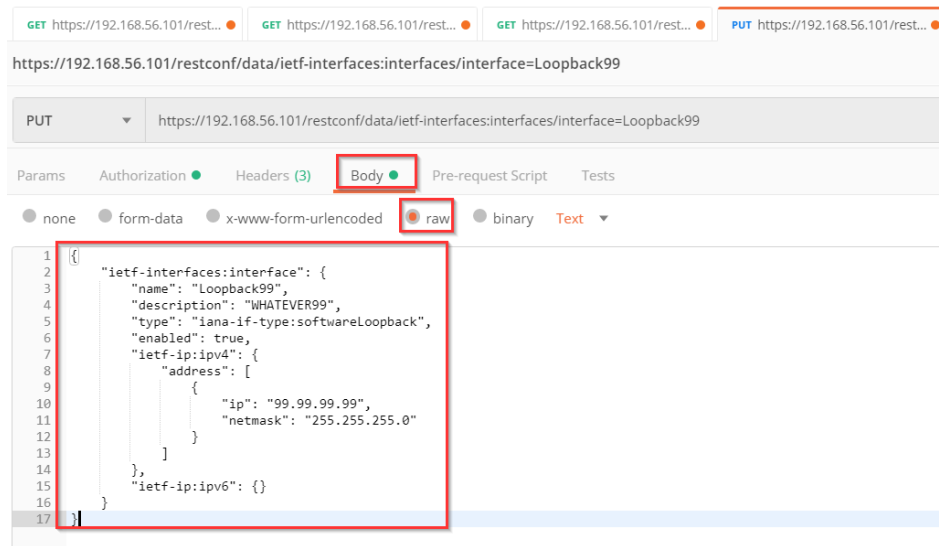 GET https://192.168.56.101/rest... GET https://192.168.56.101/rest... GET https://192.168.56.101/rest... PUT https://192.168.56.101/rest...
https://192.168.56.101/restconf/data/ietf-interfaces:interfaces/interface=Loopback99
PUT https://192.168.56.101/restconf/data/ietf-interfaces:interfaces/interface=Loopback99
Params Authorization Headers (3) Body Pre-request Script Tests
none form-data x-www-form-urlencoded raw binary Text
1 {
2 "ietf-interfaces:interface": {
3 "name": "Loopback99",
4 "description": "WHATEVER99",
5 "type": "iana-if-type:softwareLoopback",
6 "enabled": true,
7 "ietf-ip:ipv4": {
8 "address": [
9 {
10 "ip": "99.99.99.99",
11 "netmask": "255.255.255.0"
12 }
13 ]
14 },
15 "ietf-ip:ipv6": {}
16 }
17 }